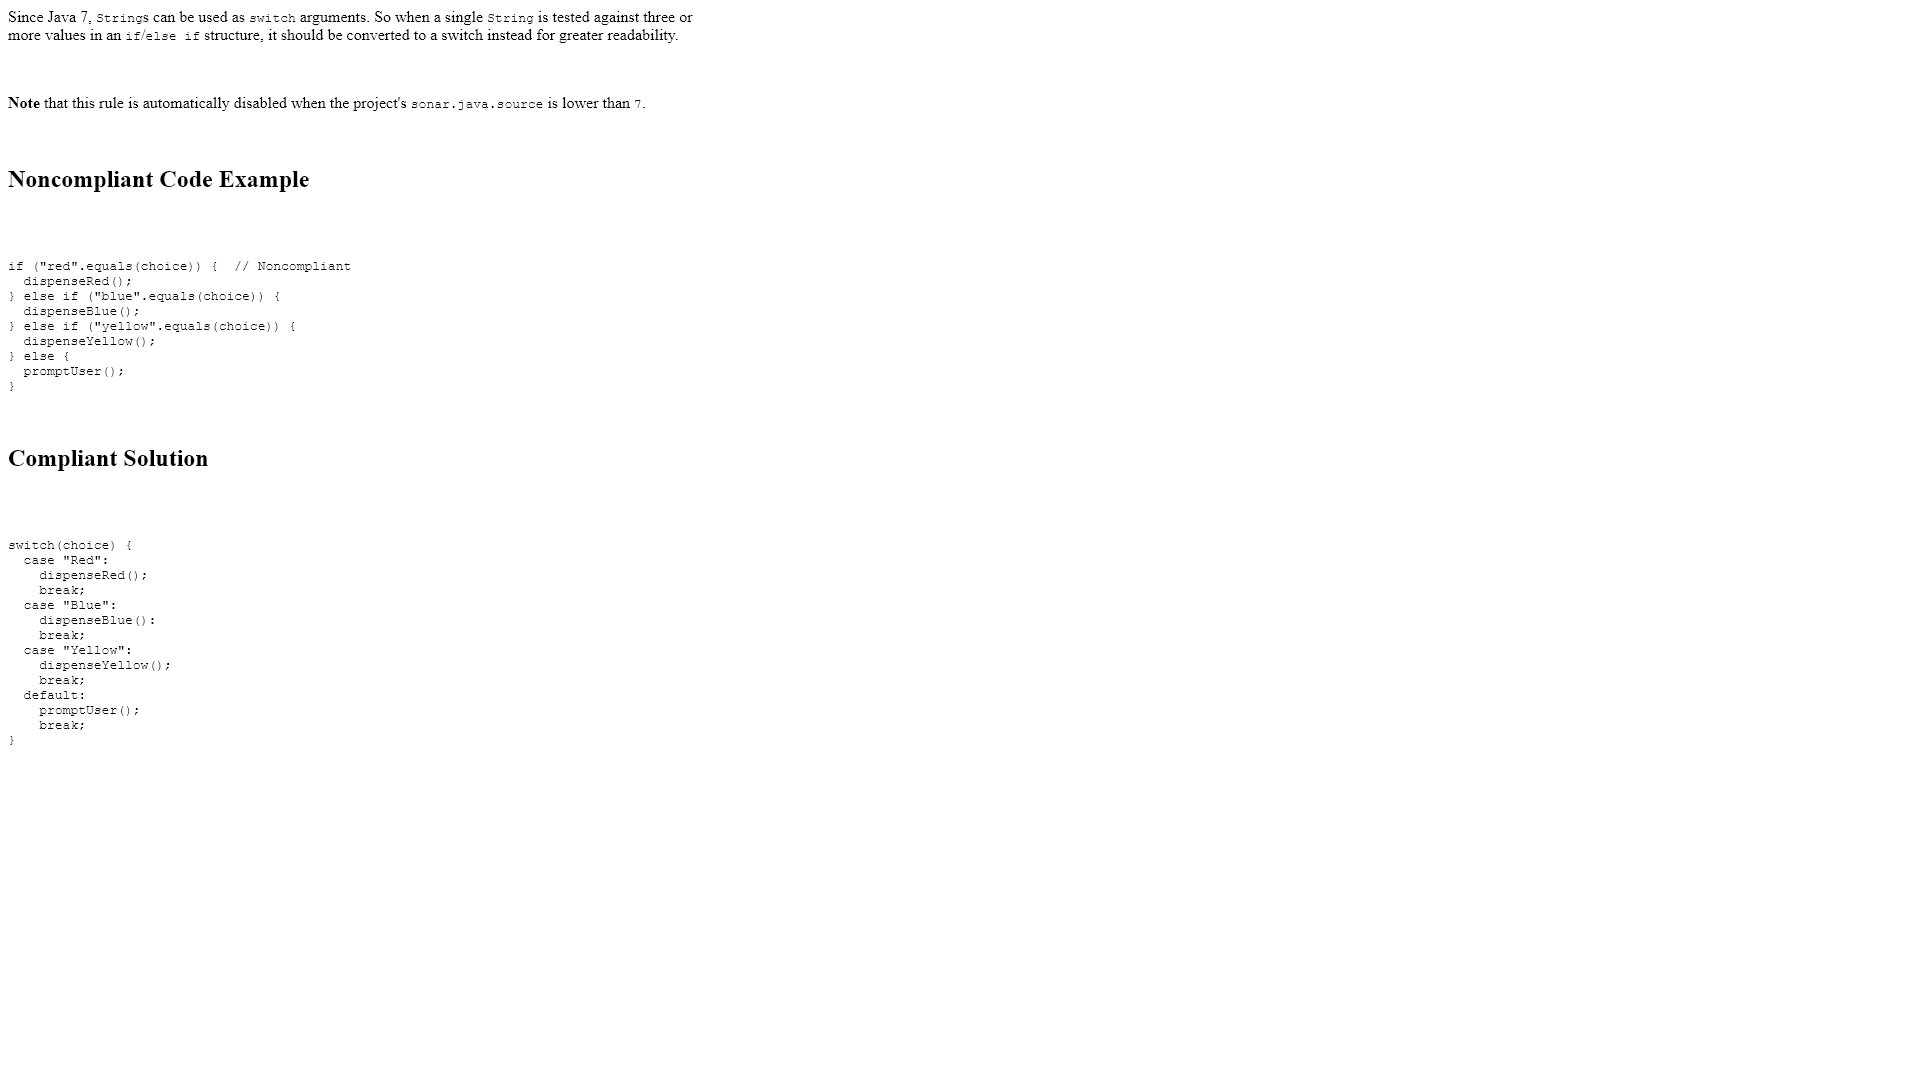 Since Java 7, Strings can be used as switch arguments. So when a single String is tested against three or
more values in an if/else if structure, it should be converted to a switch instead for greater readability.
Note that this rule is automatically disabled when the project's sonar.java.source is lower than 7.
Noncompliant Code Example
if ("red".equals(choice)) {  // Noncompliant
  dispenseRed();
} else if ("blue".equals(choice)) {
  dispenseBlue();
} else if ("yellow".equals(choice)) {
  dispenseYellow();
} else {
  promptUser();
}
Compliant Solution
switch(choice) {
  case "Red":
    dispenseRed();
    break;
  case "Blue":
    dispenseBlue():
    break;
  case "Yellow":
    dispenseYellow();
    break;
  default:
    promptUser();
    break;
}